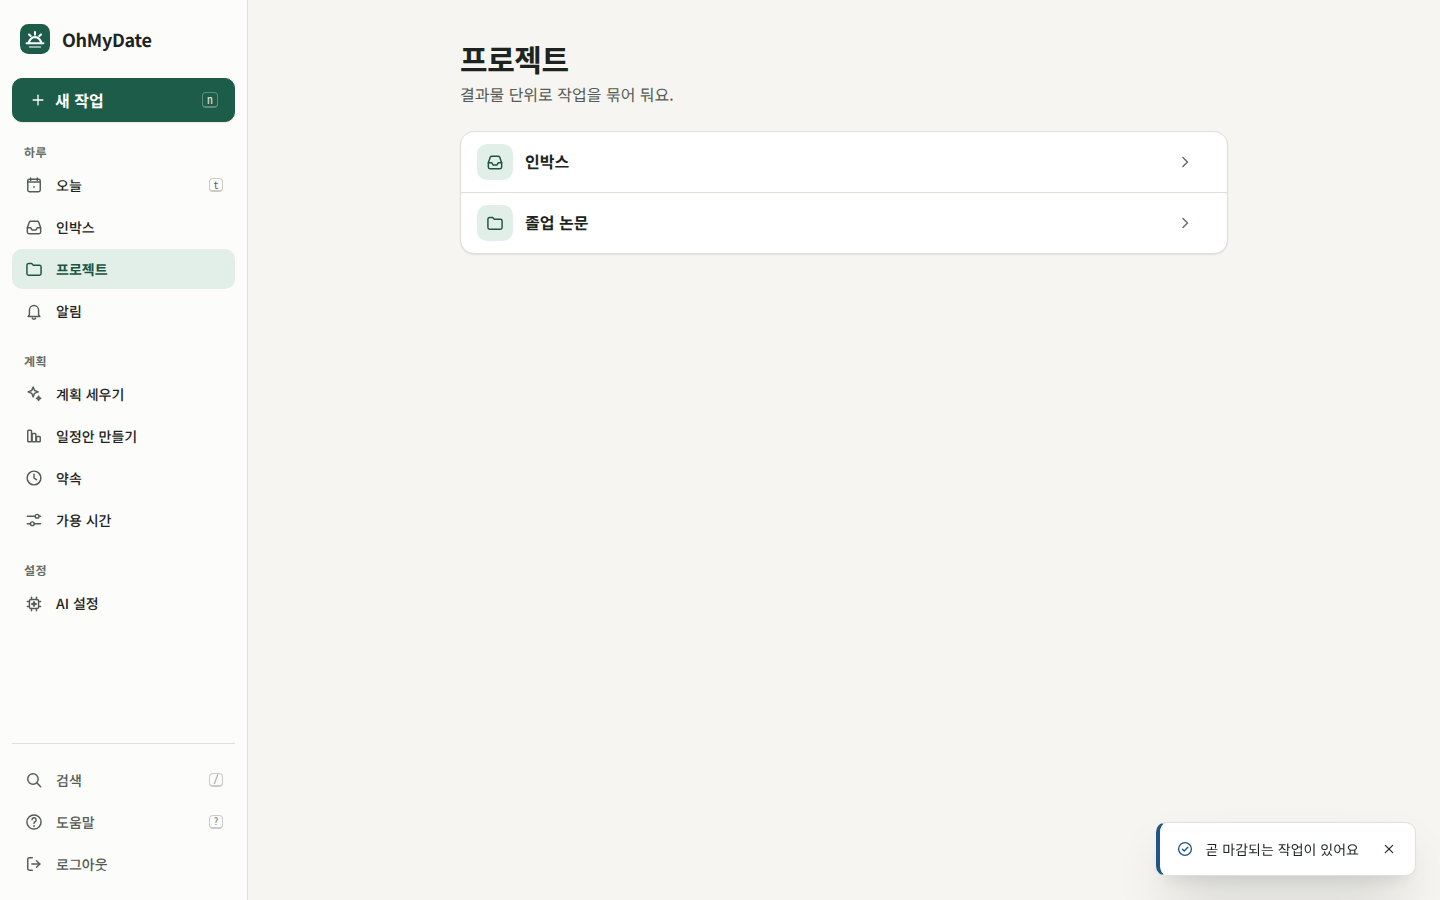 OhMyDate
새 작업 n
하루
오늘 t
인박스
프로젝트
알림
계획
계획 세우기
일정안 만들기
약속
가용 시간
설정
AI 설정
검색 /
도움말 ?
로그아웃
프로젝트
결과물 단위로 작업을 묶어 둬요.
인박스
졸업 논문
곧 마감되는 작업이 있어요